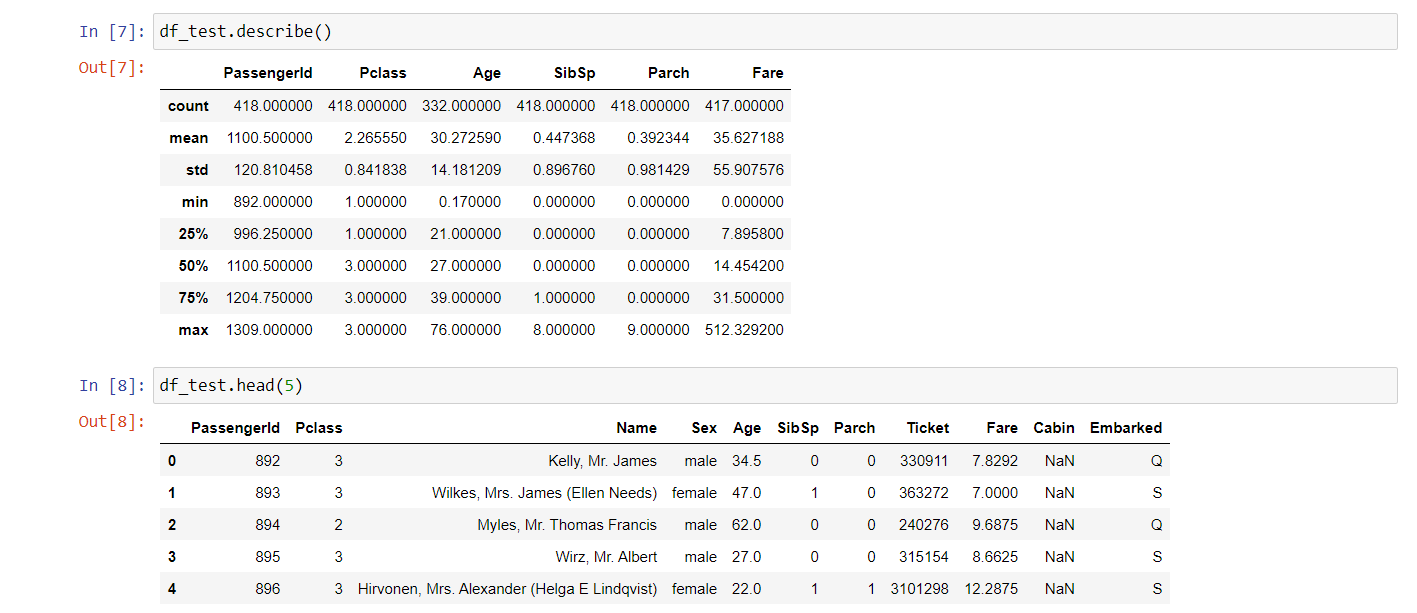 In [7]: df_test.describe()
Out[7]:
PassengerId Pclass Age SibSp Parch Fare
count 418.000000 418.000000 332.000000 418.000000 418.000000 417.000000
mean 1100.500000 2.265550 30.272590 0.447368 0.392344 35.627188
std 120.810458 0.841838 14.181209 0.896760 0.981429 55.907576
min 892.000000 1.000000 0.170000 0.000000 0.000000 0.000000
25% 996.250000 1.000000 21.000000 0.000000 0.000000 7.895800
50% 1100.500000 3.000000 27.000000 0.000000 0.000000 14.454200
75% 1204.750000 3.000000 39.000000 1.000000 0.000000 31.500000
max 1309.000000 3.000000 76.000000 8.000000 9.000000 512.329200
In [8]: df_test.head(5)
Out[8]:
PassengerId Pclass Name Sex Age SibSp Parch Ticket Fare Cabin Embarked
0 892 3 Kelly, Mr. James male 34.5 0 0 330911 7.8292 NaN Q
1 893 3 Wilkes, Mrs. James (Ellen Needs) female 47.0 1 0 363272 7.0000 NaN S
2 894 2 Myles, Mr. Thomas Francis male 62.0 0 0 240276 9.6875 NaN Q
3 895 3 Wirz, Mr. Albert male 27.0 0 0 315154 8.6625 NaN S
4 896 3 Hirvonen, Mrs. Alexander (Helga E Lindqvist) female 22.0 1 1 3101298 12.2875 NaN S